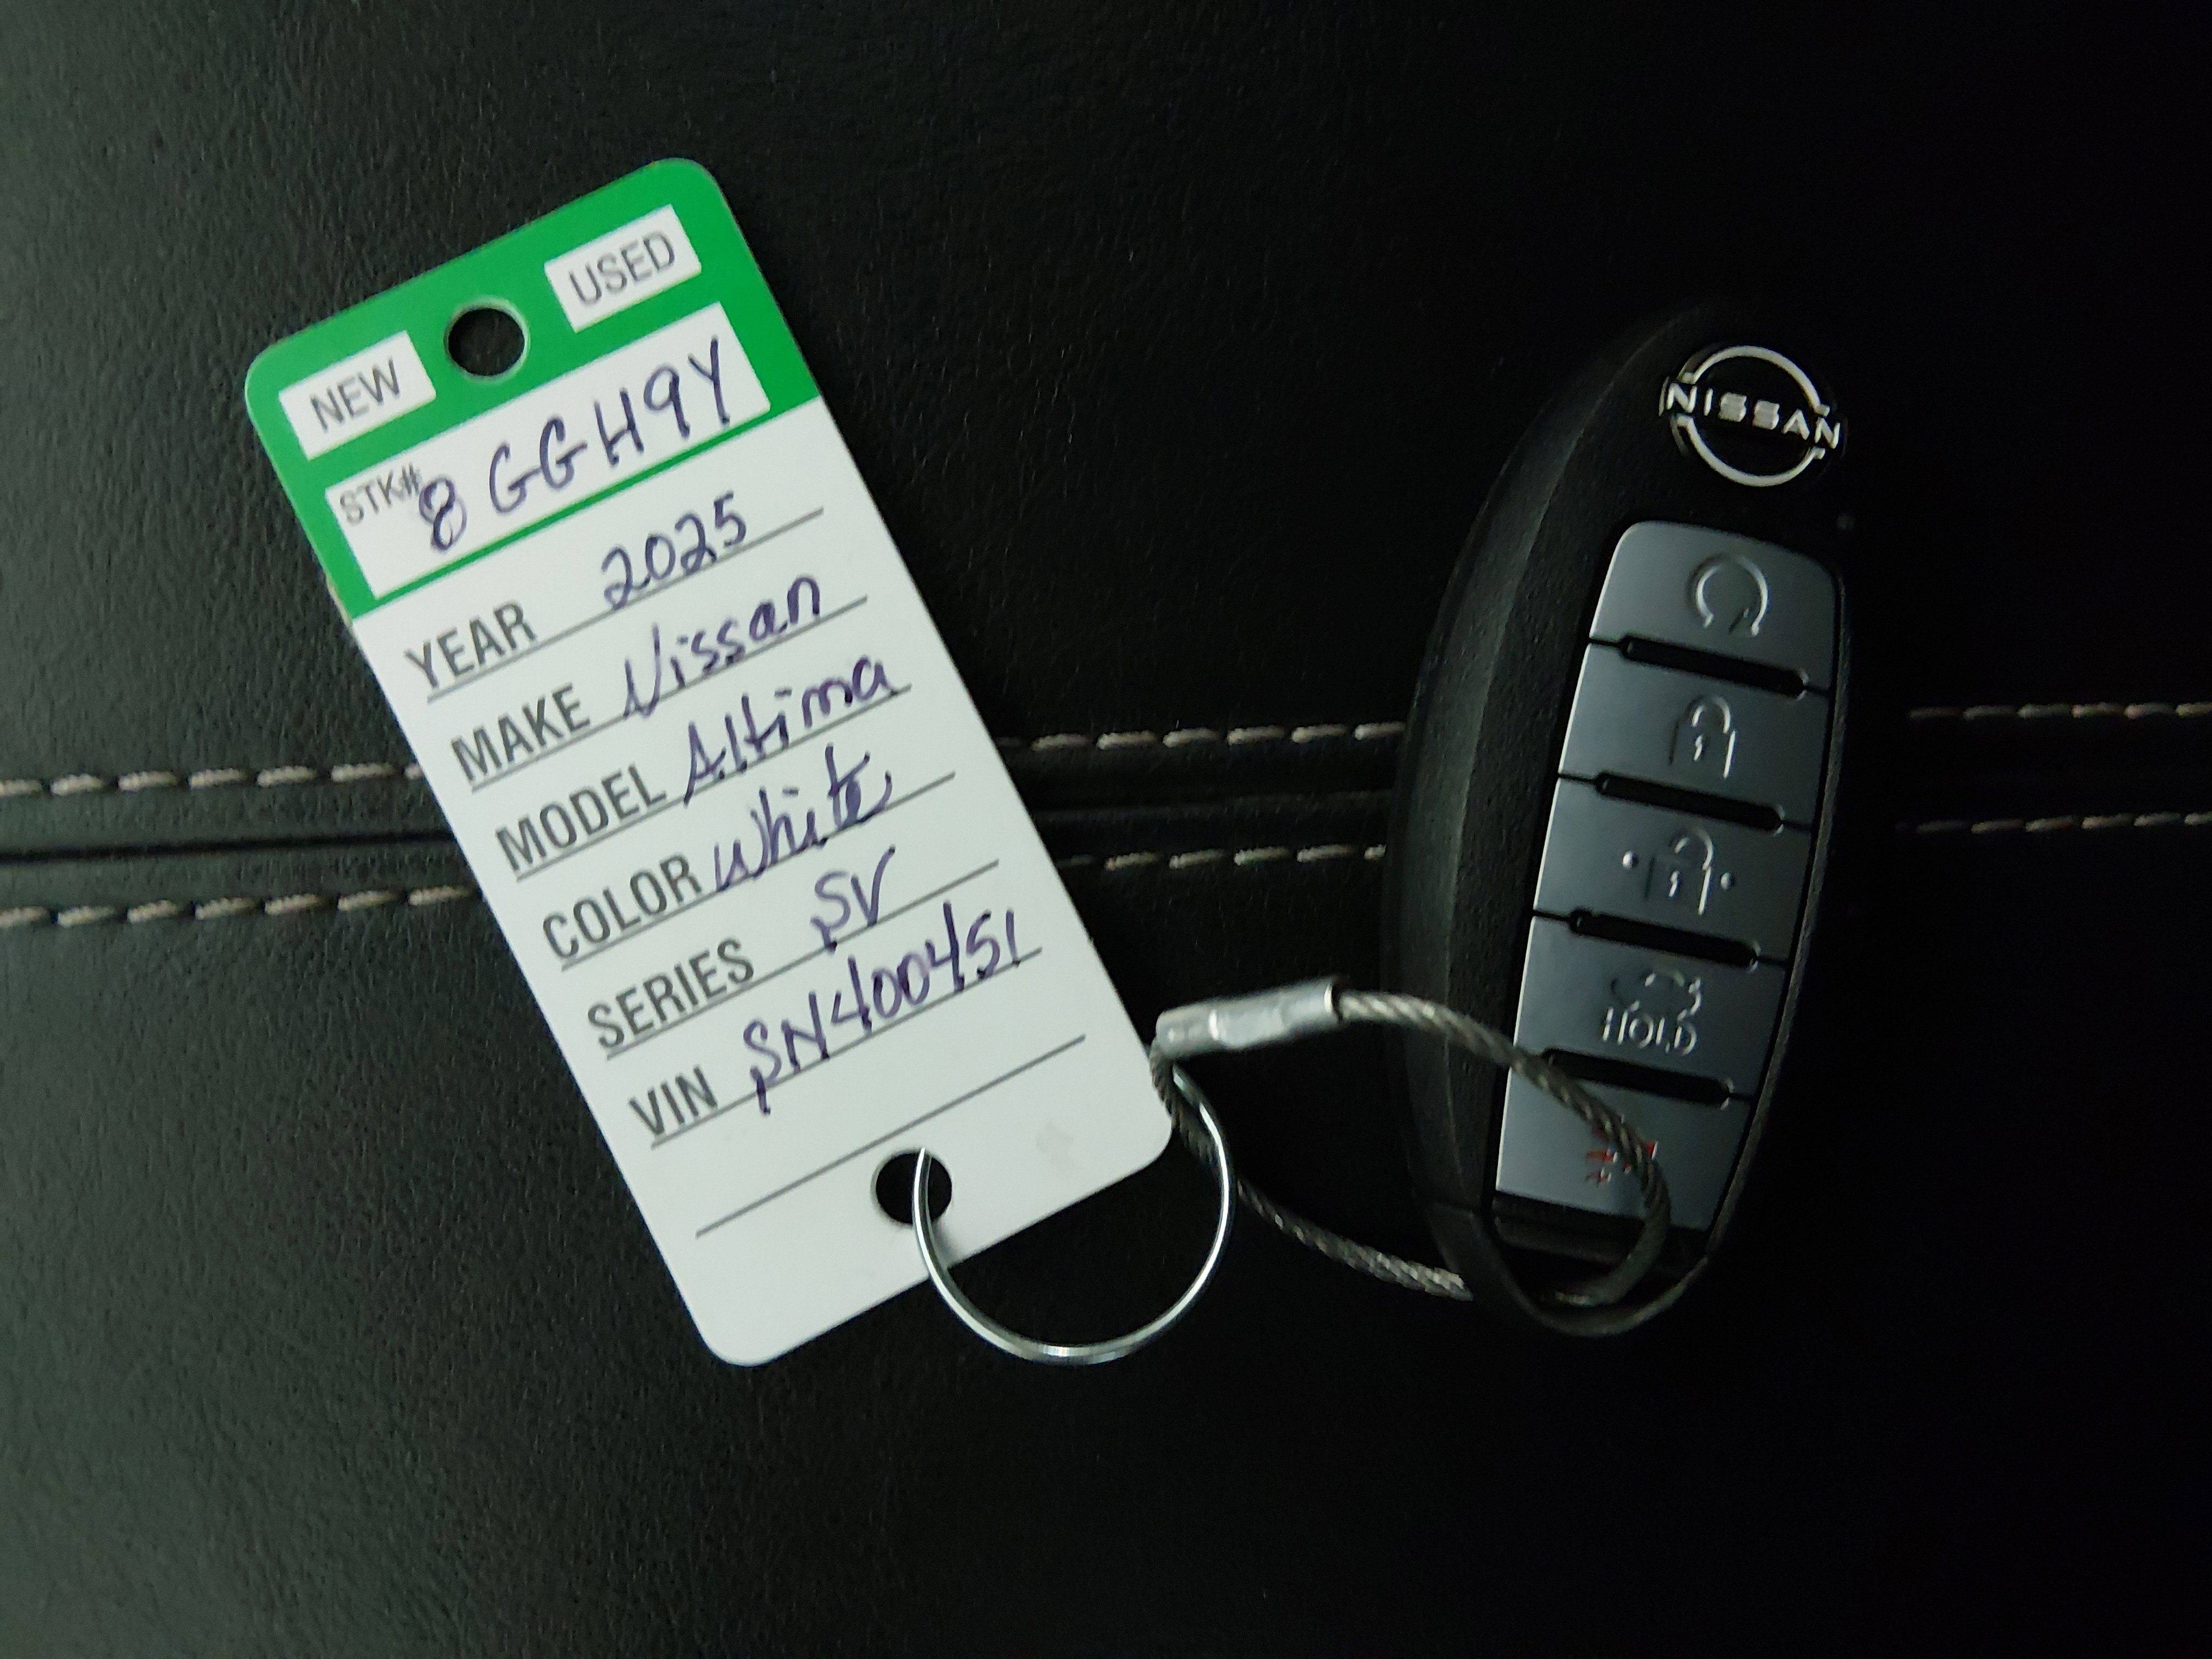 NEW USED
STK# 8GGH9Y
YEAR 2025
MAKE Nissan
MODEL Altima
COLOR White
SERIES SV
VIN SN400451
NISSAN
HOLD